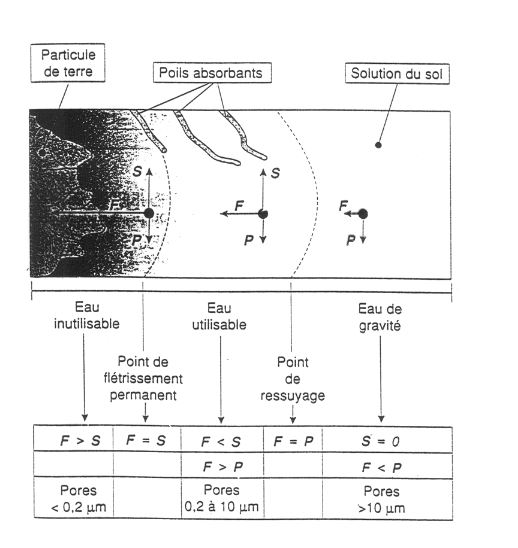 Particule
de terre
Poils absorbants
Solution du sol
S
S
F
F
F
P
P
P
Eau
inutilisable
Eau
utilisable
Eau de
gravité
Point de
flétrissement
permanent
Point
de
ressuyage
F > S
F = S
F < S
F = P
S = 0
F > P
F < P
Pores
< 0,2 µm
Pores
0,2 à 10 µm
Pores
>10 µm